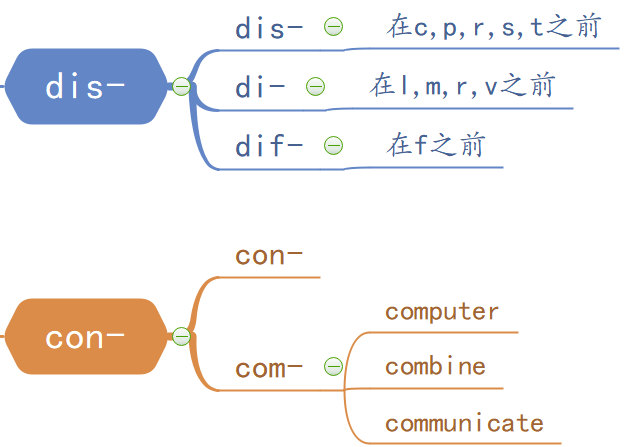 dis-
dis-
在c,p,r,s,t之前
di-
在l,m,r,v之前
dif-
在f之前
con-
con-
com-
computer
combine
communicate